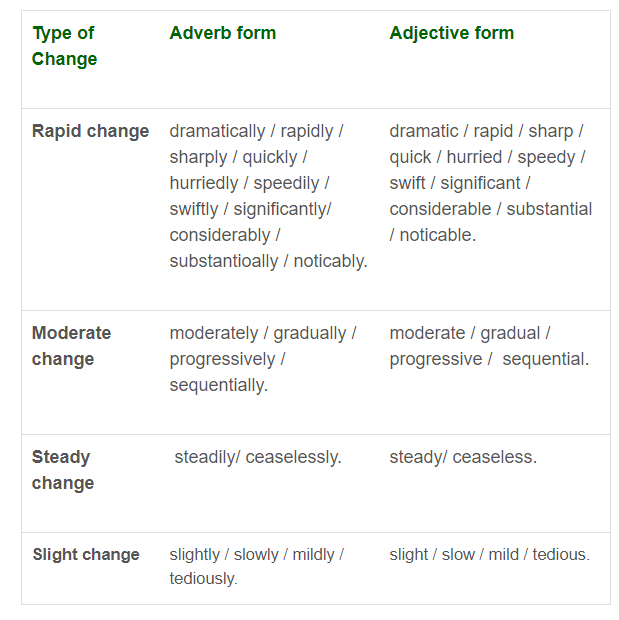 Type of
Change
Adverb form
Adjective form
Rapid change
dramatically / rapidly /
sharply / quickly /
hurriedly / speedily /
swiftly / significantly/
considerably /
substantioally / noticably.
dramatic / rapid / sharp /
quick / hurried / speedy /
swift / significant /
considerable / substantial
/ noticable.
Moderate
change
moderately / gradually /
progressively /
sequentially.
moderate / gradual /
progressive /  sequential.
Steady
change
steadily/ ceaselessly.
steady/ ceaseless.
Slight change
slightly / slowly / mildly /
tediously.
slight / slow / mild / tedious.